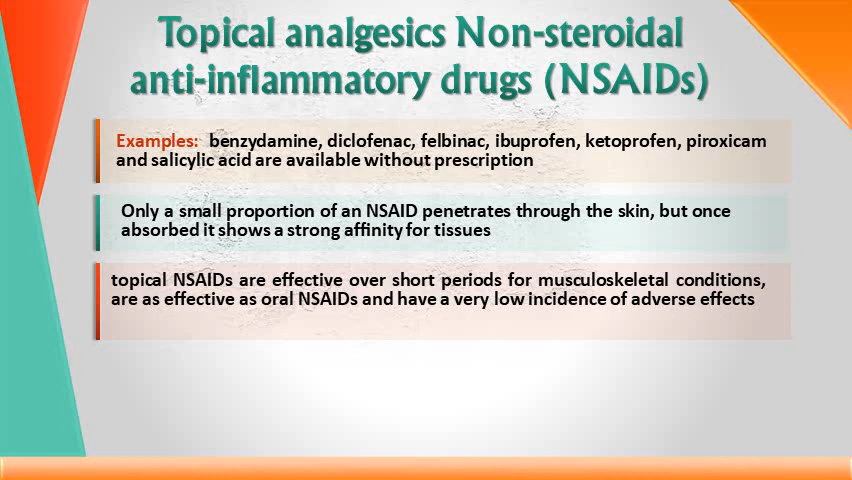 Topical analgesics Non-steroidal
anti-inflammatory drugs (NSAIDs)
Examples: benzydamine, diclofenac, felbinac, ibuprofen, ketoprofen, piroxicam
and salicylic acid are available without prescription
Only a small proportion of an NSAID penetrates through the skin, but once
absorbed it shows a strong affinity for tissues
topical NSAIDs are effective over short periods for musculoskeletal conditions,
are as effective as oral NSAIDs and have a very low incidence of adverse effects